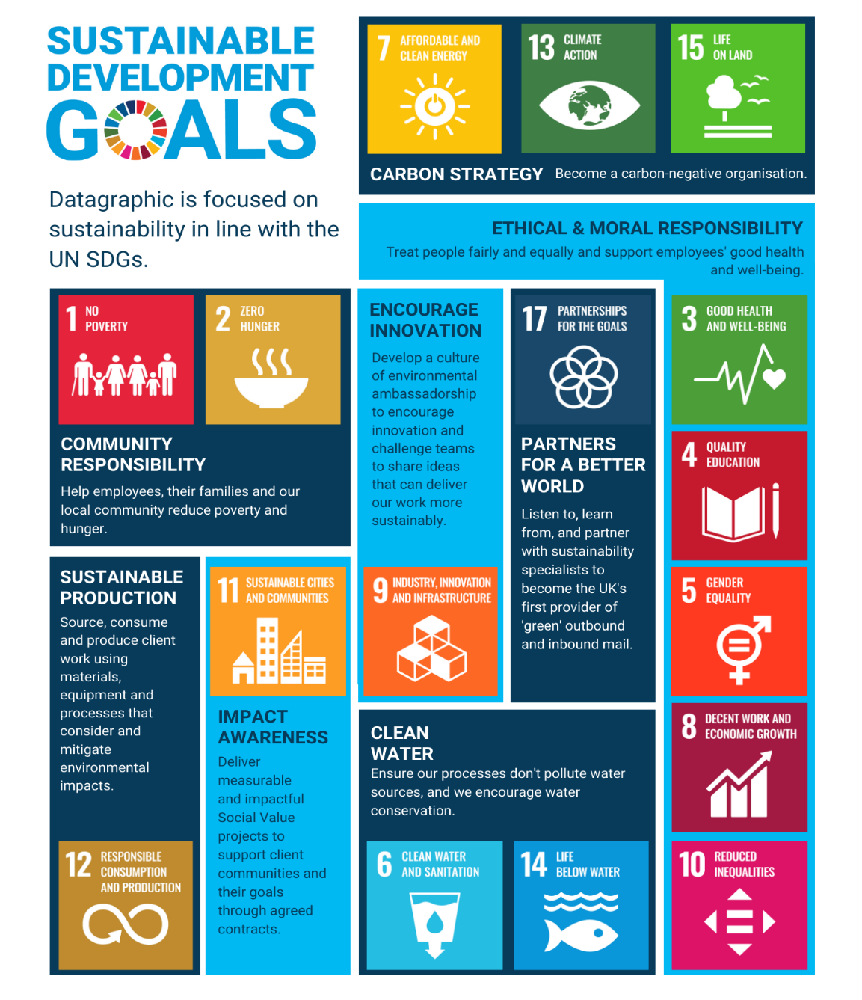 SUSTAINABLE
DEVELOPMENT
GOALS
Datagraphic is focused on
sustainability in line with the
UN SDGs.
7 AFFORDABLE AND
CLEAN ENERGY
13 CLIMATE
ACTION
15 LIFE
ON LAND
CARBON STRATEGY Become a carbon-negative organisation.
ETHICAL & MORAL RESPONSIBILITY
Treat people fairly and equally and support employees' good health
and well-being.
1 NO
POVERTY
2 ZERO
HUNGER
COMMUNITY
RESPONSIBILITY
Help employees, their families and our
local community reduce poverty and
hunger.
ENCOURAGE
INNOVATION
Develop a culture
of environmental
ambassadorship
to encourage
innovation and
challenge teams
to share ideas
that can deliver
our work more
sustainably.
9 INDUSTRY, INNOVATION
AND INFRASTRUCTURE
17 PARTNERSHIPS
FOR THE GOALS
PARTNERS
FOR A BETTER
WORLD
Listen to, learn
from, and partner
with sustainability
specialists to
become the UK's
first provider of
'green' outbound
and inbound mail.
3 GOOD HEALTH
AND WELL-BEING
4 QUALITY
EDUCATION
5 GENDER
EQUALITY
8 DECENT WORK AND
ECONOMIC GROWTH
10 REDUCED
INEQUALITIES
SUSTAINABLE
PRODUCTION
Source, consume
and produce client
work using
materials,
equipment and
processes that
consider and
mitigate
environmental
impacts.
12 RESPONSIBLE
CONSUMPTION
AND PRODUCTION
11 SUSTAINABLE CITIES
AND COMMUNITIES
IMPACT
AWARENESS
Deliver
measurable
and impactful
Social Value
projects to
support client
communities and
their goals
through agreed
contracts.
CLEAN
WATER
Ensure our processes don't pollute water
sources, and we encourage water
conservation.
6 CLEAN WATER
AND SANITATION
14 LIFE
BELOW WATER